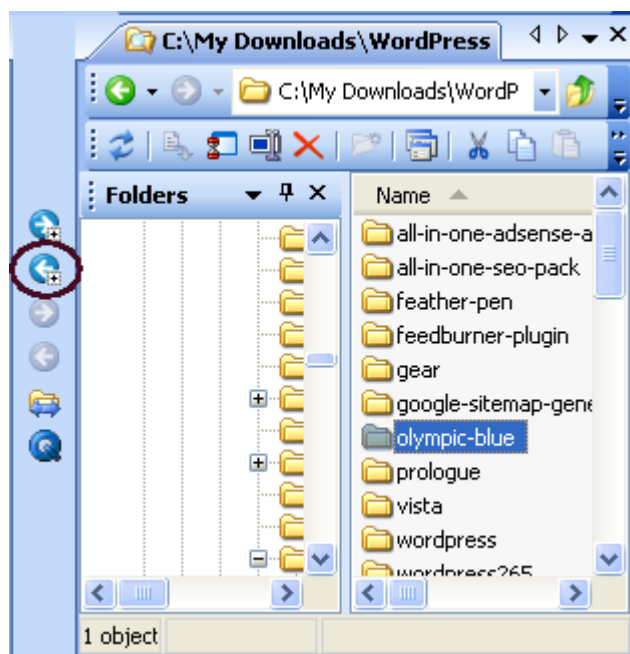 C:\My Downloads\WordPress
C:\My Downloads\WordP
Folders
Name
all-in-one-adsense-a
all-in-one-seo-pack
feather-pen
feedburner-plugin
gear
google-sitemap-gene
olympic-blue
prologue
vista
wordpress
wordpress265
1 object